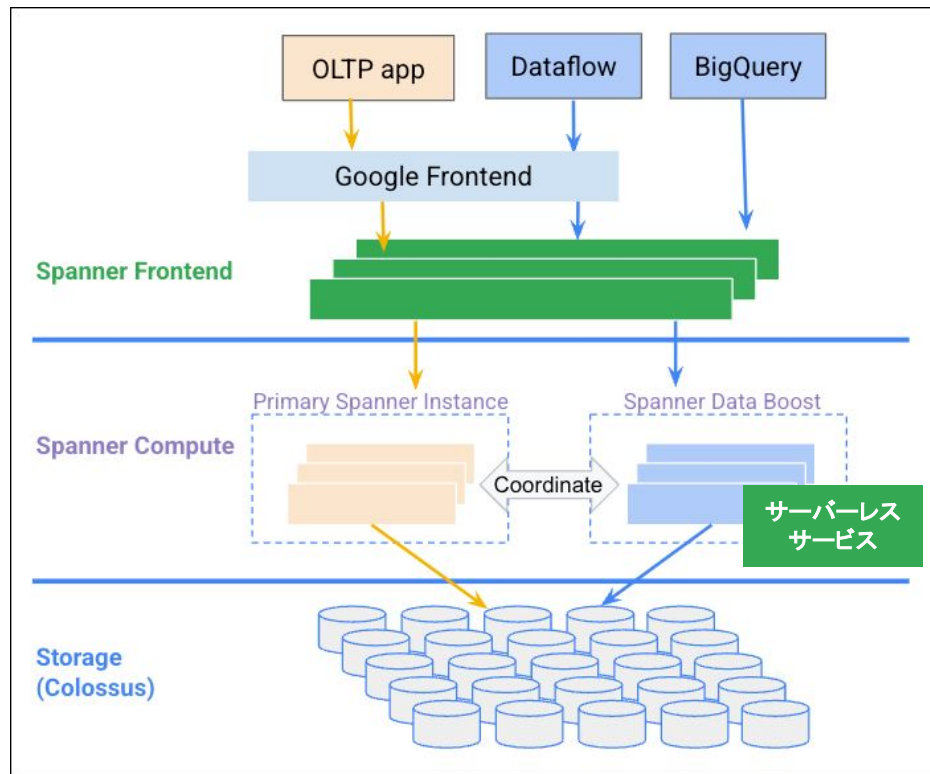 OLTP app
Dataflow
BigQuery
Google Frontend
Spanner Frontend
Primary Spanner Instance
Spanner Data Boost
Spanner Compute
Coordinate
サーバーレス
サービス
Storage
(Colossus)